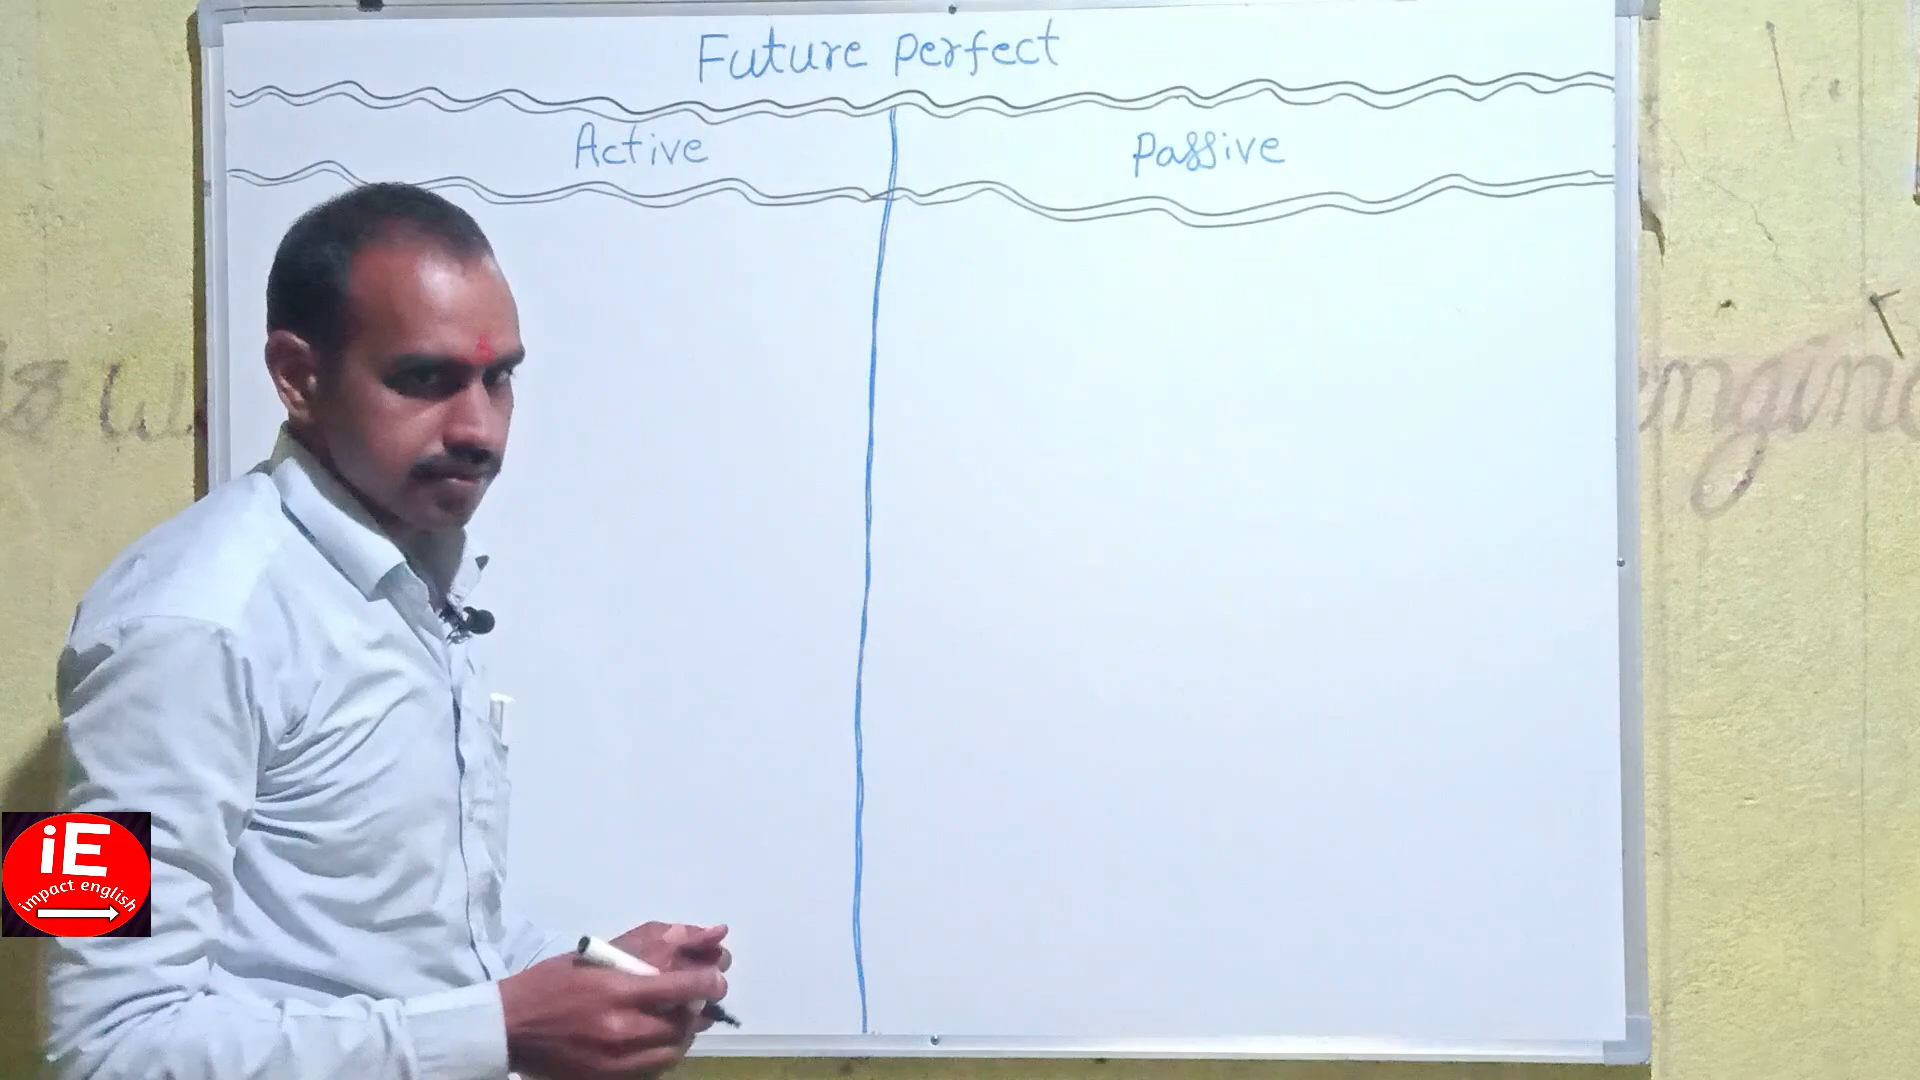 Future Perfect
Active
Passive
iE
impact english